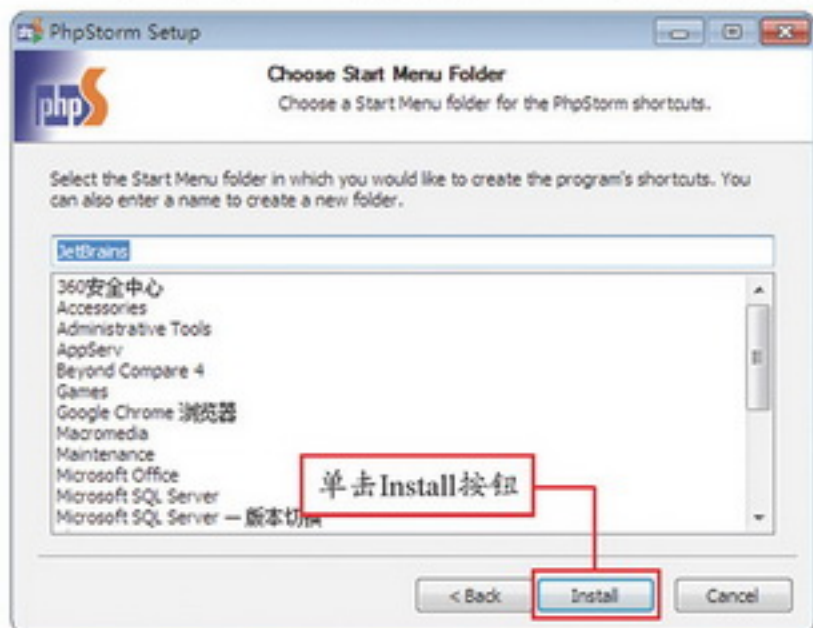 PhpStorm Setup
phpS
Choose Start Menu Folder
Choose a Start Menu folder for the PhpStorm shortcuts.
Select the Start Menu folder in which you would like to create the program's shortcuts. You
can also enter a name to create a new folder.
JetBrains
360安全中心
Accessories
Administrative Tools
AppServ
Beyond Compare 4
Games
Google Chrome 浏览器
Macromedia
Maintenance
Microsoft Office
Microsoft SQL Server
Microsoft SQL Server — 版本切换
单击Install按钮
< Back
Install
Cancel